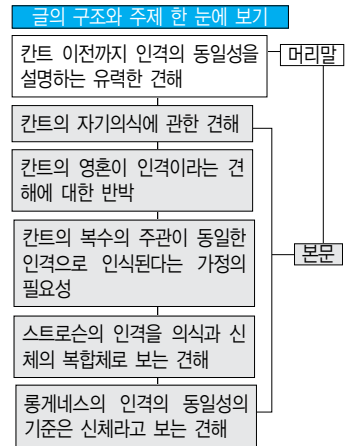 글의 구조와 주제 한 눈에 보기
칸트 이전까지 인격의 동일성을
설명하는 유력한 견해
머리말
칸트의 자기의식에 관한 견해
칸트의 영혼이 인격이라는 견
해에 대한 반박
칸트의 복수의 주관이 동일한
인격으로 인식된다는 가정의
필요성
본문
스트로슨의 인격을 의식과 신
체의 복합체로 보는 견해
롱게네스의 인격의 동일성의
기준은 신체라고 보는 견해